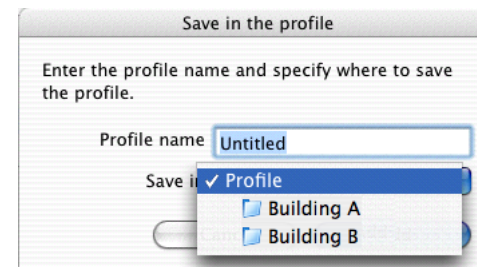 Save in the profile
Enter the profile name and specify where to save
the profile.
Profile name Untitled
Save i ✓ Profile
Building A
Building B